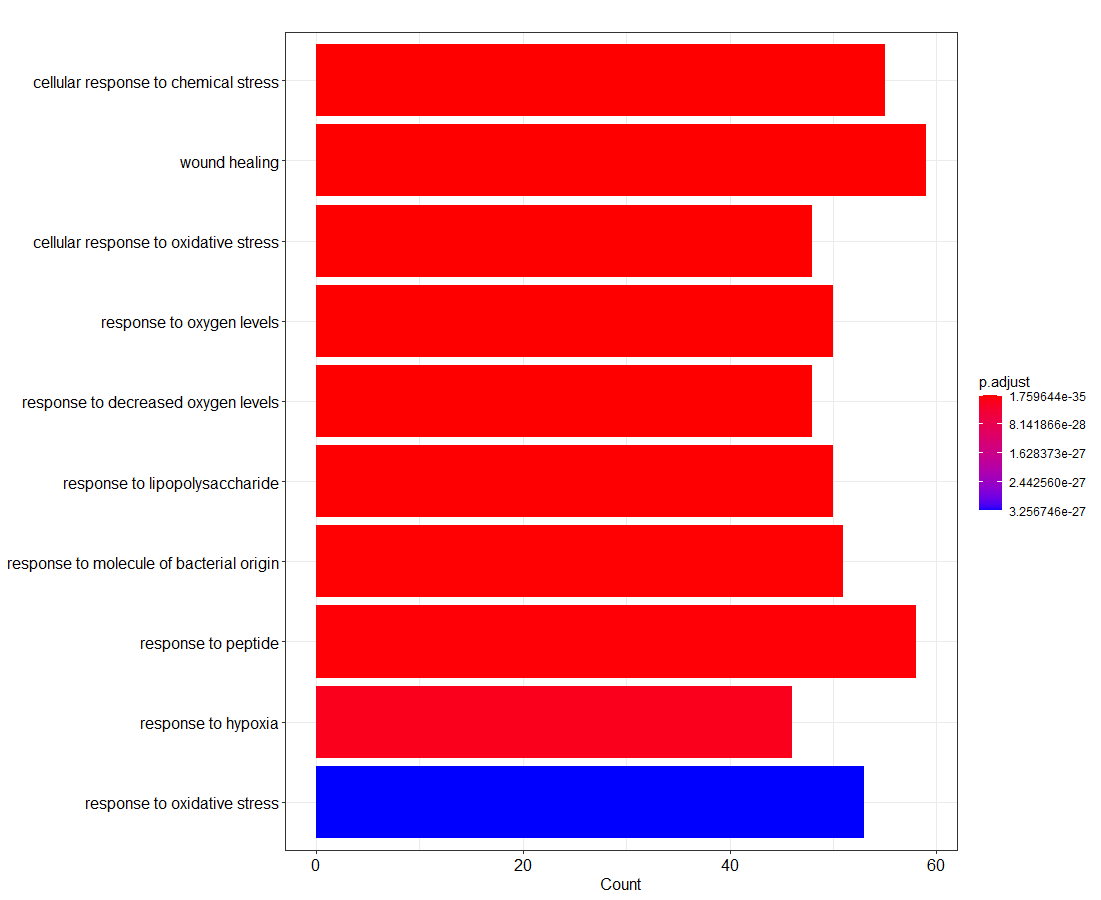 cellular response to chemical stress
wound healing
cellular response to oxidative stress
response to oxygen levels
response to decreased oxygen levels
response to lipopolysaccharide
response to molecule of bacterial origin
response to peptide
response to hypoxia
response to oxidative stress
0 20 40 60
Count
p.adjust
1.759644e-35
8.141866e-28
1.628373e-27
2.442560e-27
3.256746e-27